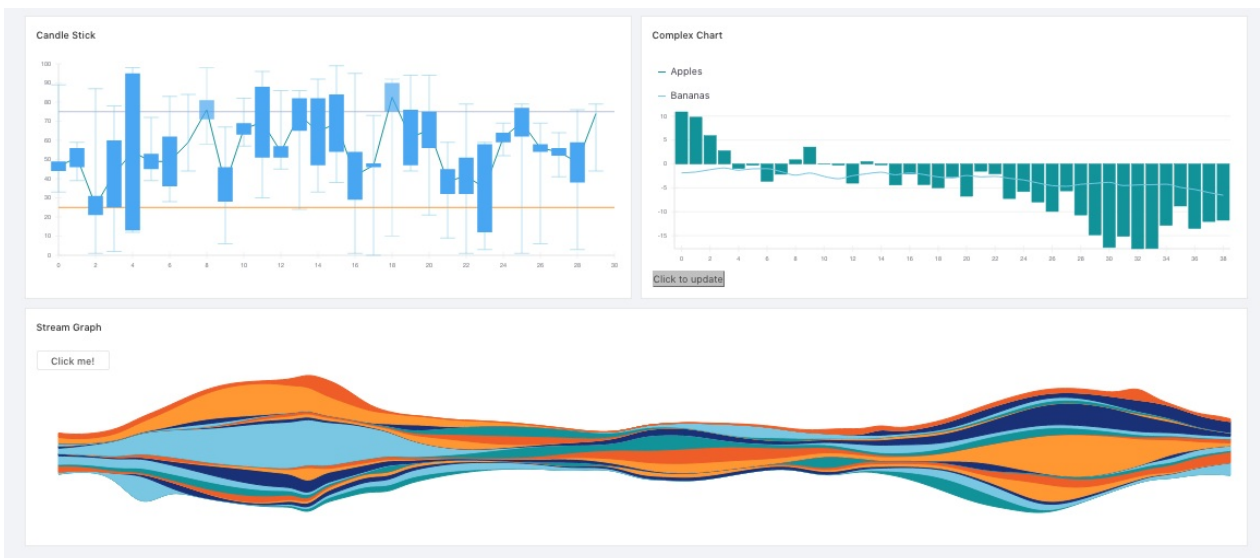 Candle Stick
100
90
80
70
60
50
40
30
20
10
0
0 2 4 6 8 10 12 14 16 18 20 22 24 26 28 30
Complex Chart
Apples
Bananas
10
5
0
-5
-10
-15
0 2 4 6 8 10 12 14 16 18 20 22 24 26 28 30 32 34 36 38
Click to update
Stream Graph
Click me!